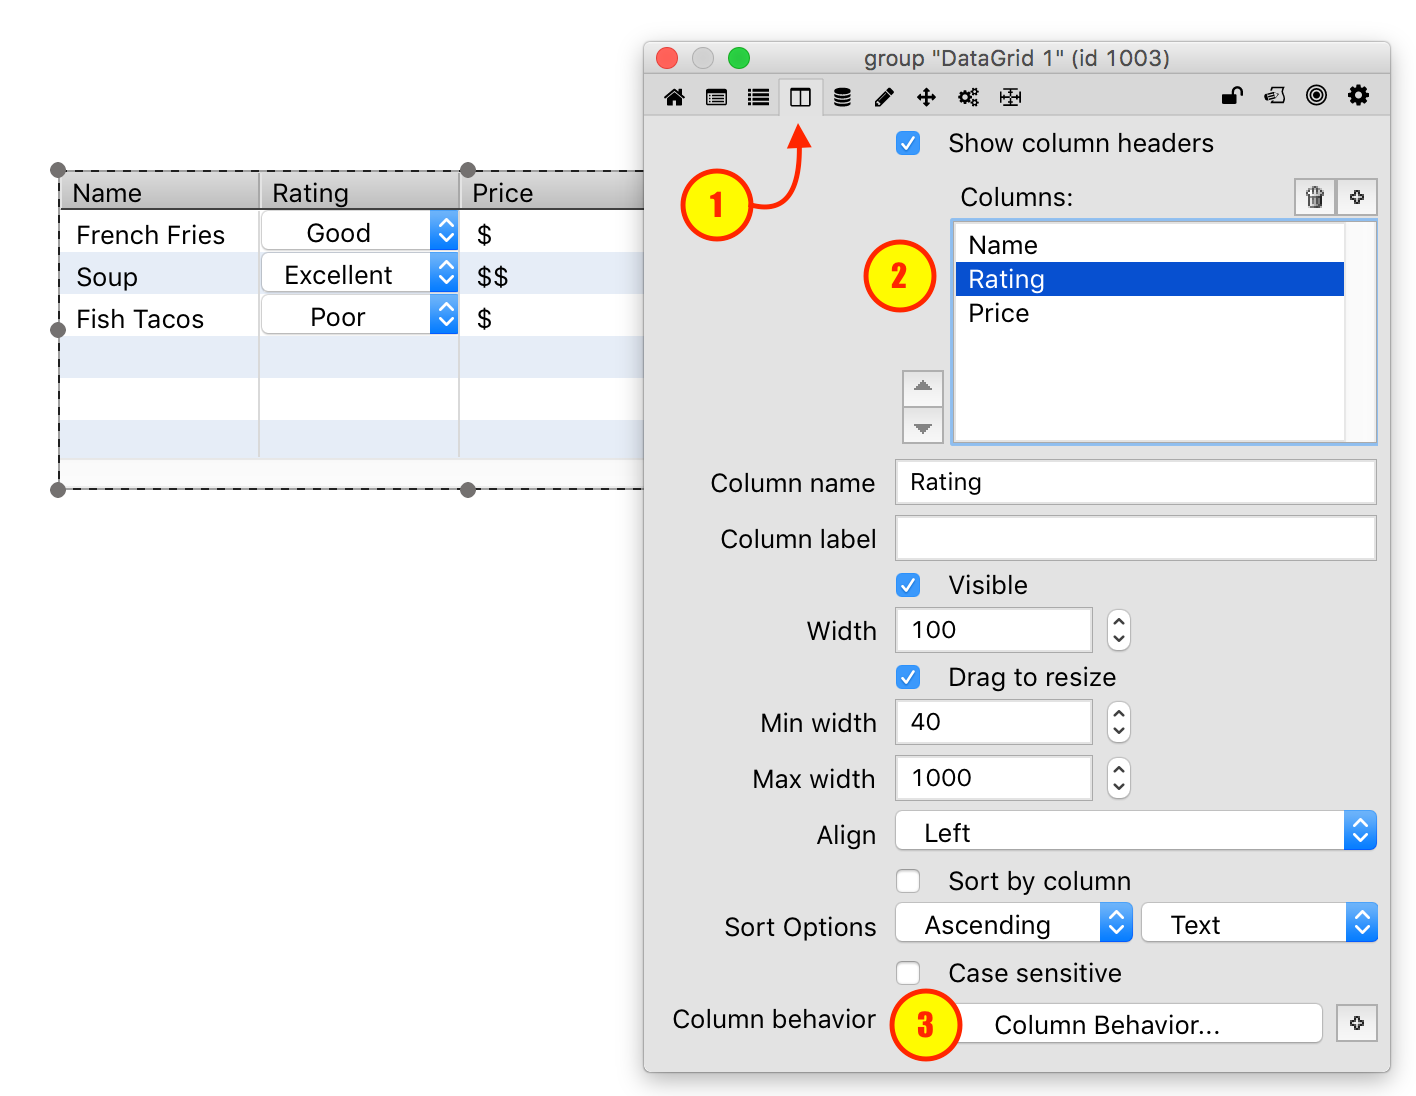 group "DataGrid 1" (id 1003)
Show column headers
1
Columns:
Name Rating Price
French Fries Good $
Soup Excellent $$
Fish Tacos Poor $
2
Name
Rating
Price
Column name Rating
Column label
Visible
Width 100
Drag to resize
Min width 40
Max width 1000
Align Left
Sort by column
Sort Options Ascending Text
Case sensitive
Column behavior 3 Column Behavior...